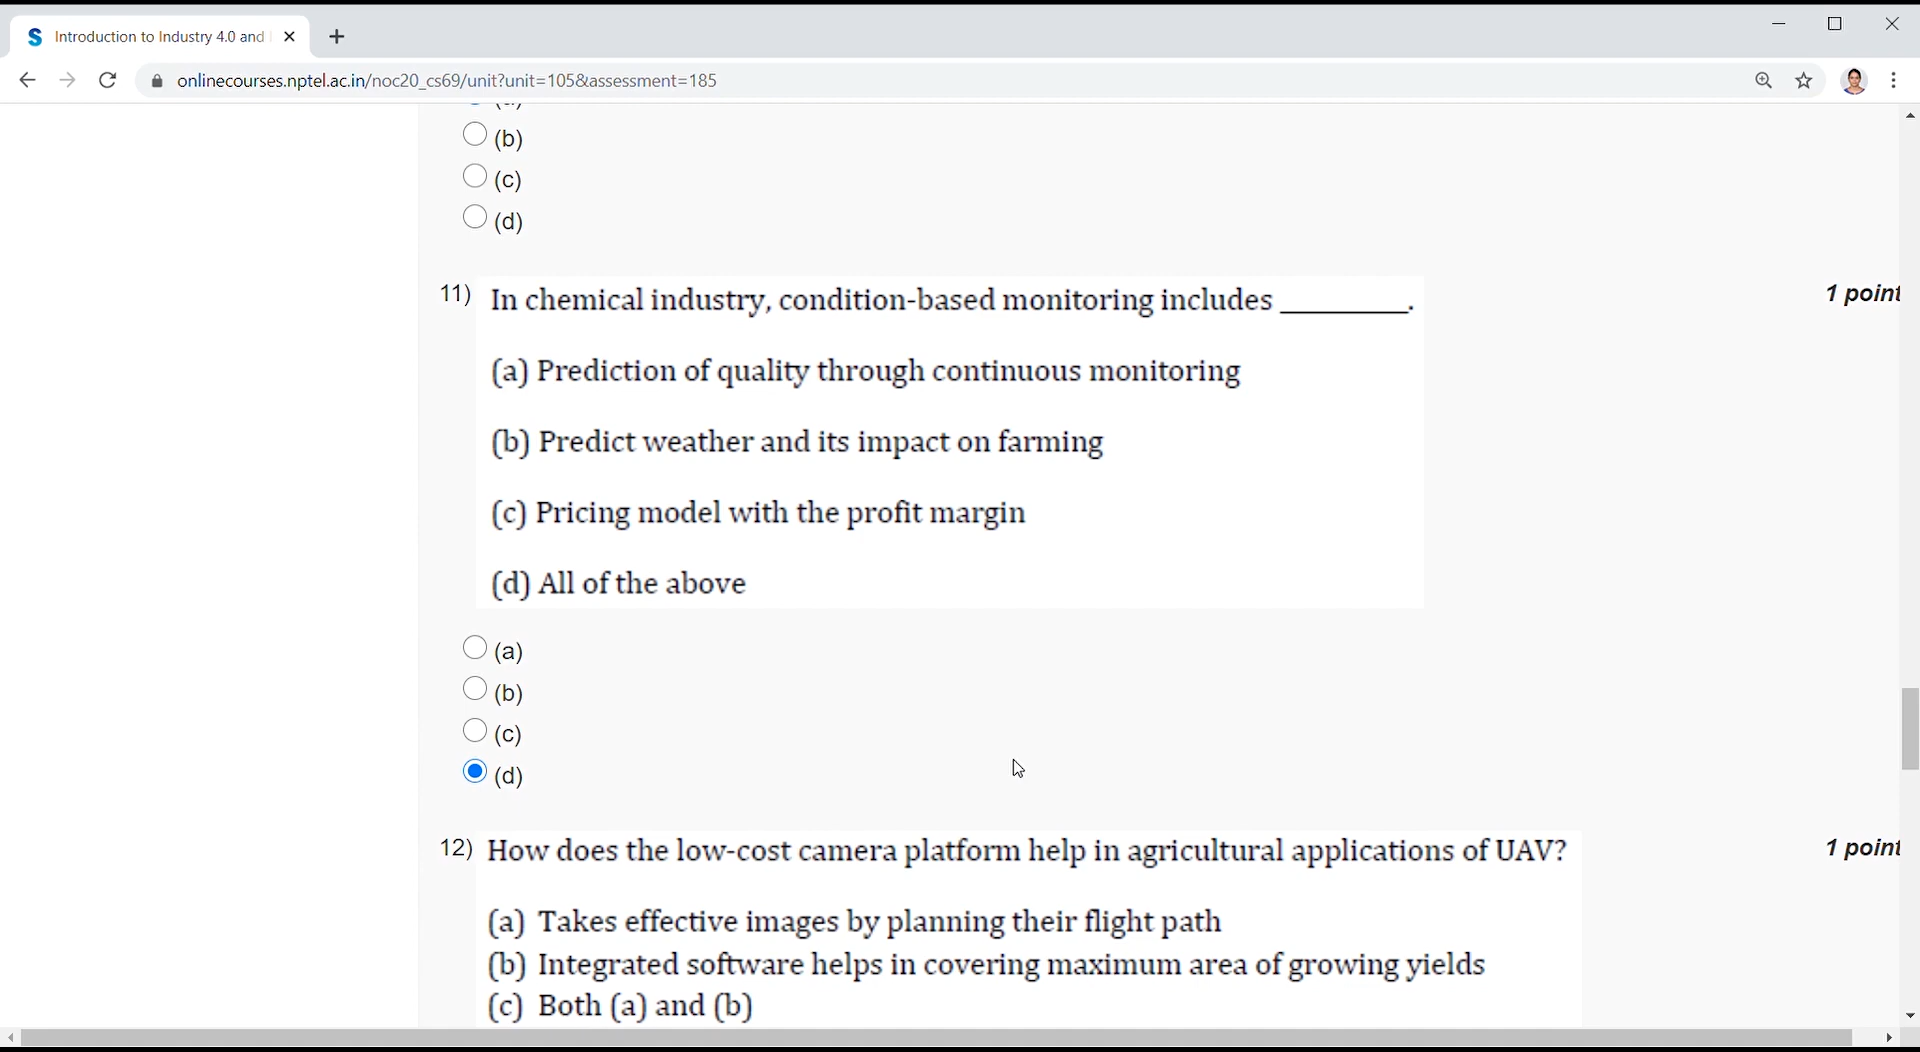 Introduction to Industry 4.0 and
onlinecourses.nptel.ac.in/noc20_cs69/unit?unit=105&assessment=185
(b)
(c)
(d)
11) In chemical industry, condition-based monitoring includes _________.
1 point
(a) Prediction of quality through continuous monitoring
(b) Predict weather and its impact on farming
(c) Pricing model with the profit margin
(d) All of the above
(a)
(b)
(c)
(d)
12) How does the low-cost camera platform help in agricultural applications of UAV?
1 point
(a) Takes effective images by planning their flight path
(b) Integrated software helps in covering maximum area of growing yields
(c) Both (a) and (b)